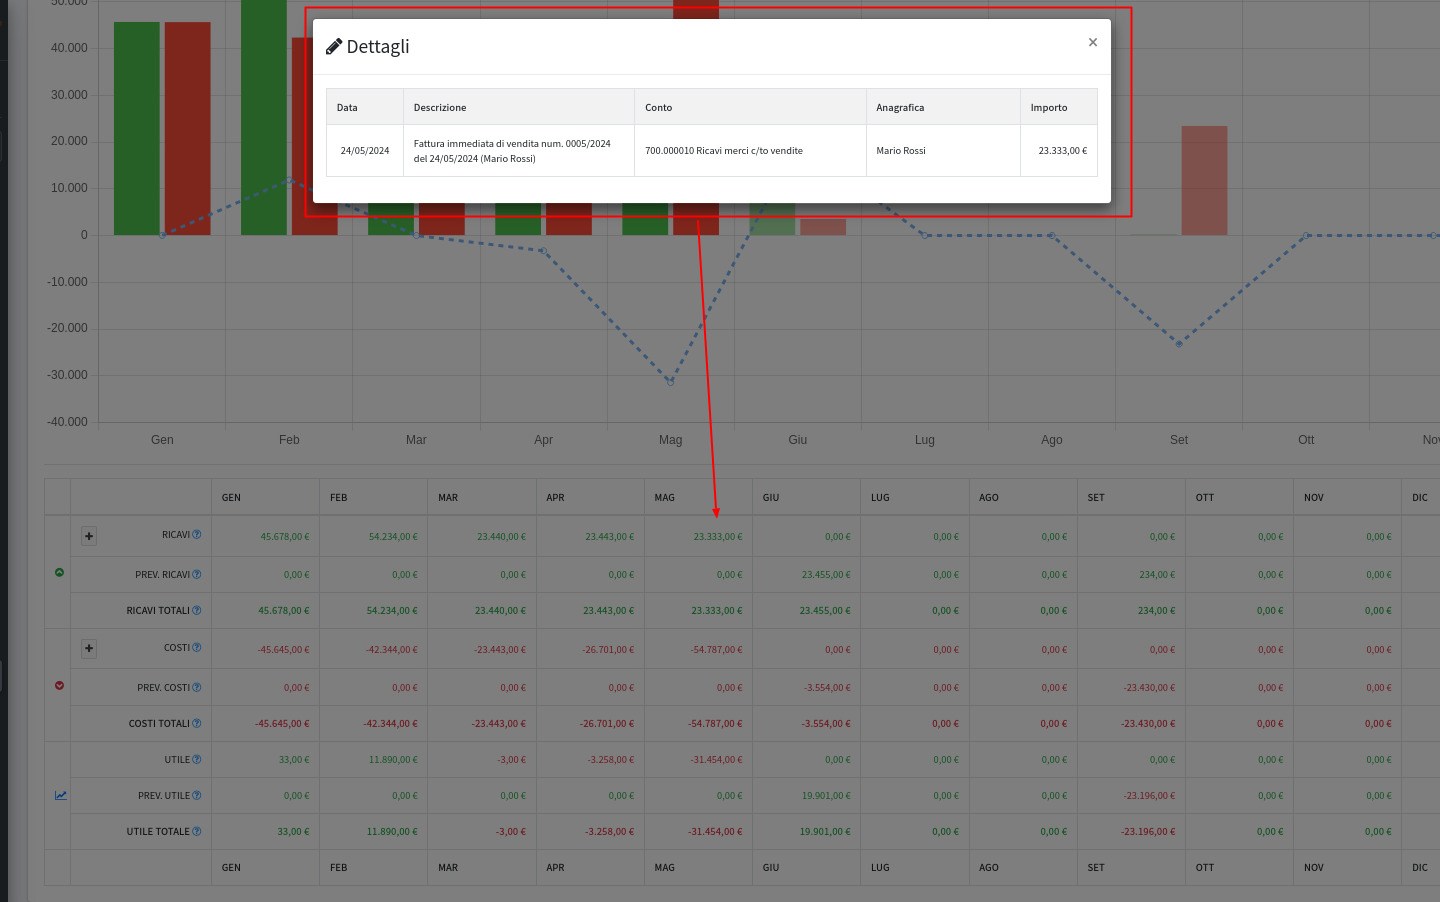 50.000
40.000
30.000
20.000
10.000
0
-10.000
-20.000
-30.000
-40.000
Dettagli
×
Data Descrizione Conto Anagrafica Importo
24/05/2024 Fattura immediata di vendita num. 0005/2024 700.000010 Ricavi merci c/to vendite Mario Rossi 23.333,00 €
del 24/05/2024 (Mario Rossi)
Gen Feb Mar Apr Mag Giu Lug Ago Set Ott
GEN FEB MAR APR MAG GIU LUG AGO SET OTT NOV DIC
RICAVI 45.678,00 € 54.234,00 € 23.440,00 € 23.443,00 € 23.333,00 € 0,00 € 0,00 € 0,00 € 0,00 € 0,00 € 0,00 €
PREV. RICAVI 0,00 € 0,00 € 0,00 € 0,00 € 0,00 € 23.455,00 € 0,00 € 0,00 € 234,00 € 0,00 € 0,00 €
RICAVI TOTALI 45.678,00 € 54.234,00 € 23.440,00 € 23.443,00 € 23.333,00 € 23.455,00 € 0,00 € 0,00 € 234,00 € 0,00 € 0,00 €
COSTI -45.645,00 € -42.344,00 € -23.443,00 € -26.701,00 € -54.787,00 € 0,00 € 0,00 € 0,00 € 0,00 € 0,00 € 0,00 €
PREV. COSTI 0,00 € 0,00 € 0,00 € 0,00 € 0,00 € -3.554,00 € 0,00 € 0,00 € -23.430,00 € 0,00 € 0,00 €
COSTI TOTALI -45.645,00 € -42.344,00 € -23.443,00 € -26.701,00 € -54.787,00 € -3.554,00 € 0,00 € 0,00 € -23.430,00 € 0,00 € 0,00 €
UTILE 33,00 € 11.890,00 € -3,00 € -3.258,00 € -31.454,00 € 0,00 € 0,00 € 0,00 € 0,00 € 0,00 € 0,00 €
PREV. UTILE 0,00 € 0,00 € 0,00 € 0,00 € 0,00 € 19.901,00 € 0,00 € 0,00 € -23.196,00 € 0,00 € 0,00 €
UTILE TOTALE 33,00 € 11.890,00 € -3,00 € -3.258,00 € -31.454,00 € 19.901,00 € 0,00 € 0,00 € -23.196,00 € 0,00 € 0,00 €
GEN FEB MAR APR MAG GIU LUG AGO SET OTT NOV DIC